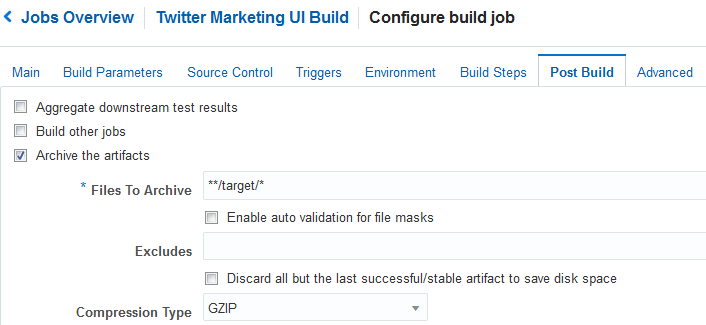 Jobs Overview Twitter Marketing UI Build Configure build job
Main Build Parameters Source Control Triggers Environment Build Steps Post Build Advanced
Aggregate downstream test results
Build other jobs
Archive the artifacts
* Files To Archive **/target/*
Enable auto validation for file masks
Excludes
Discard all but the last successful/stable artifact to save disk space
Compression Type GZIP